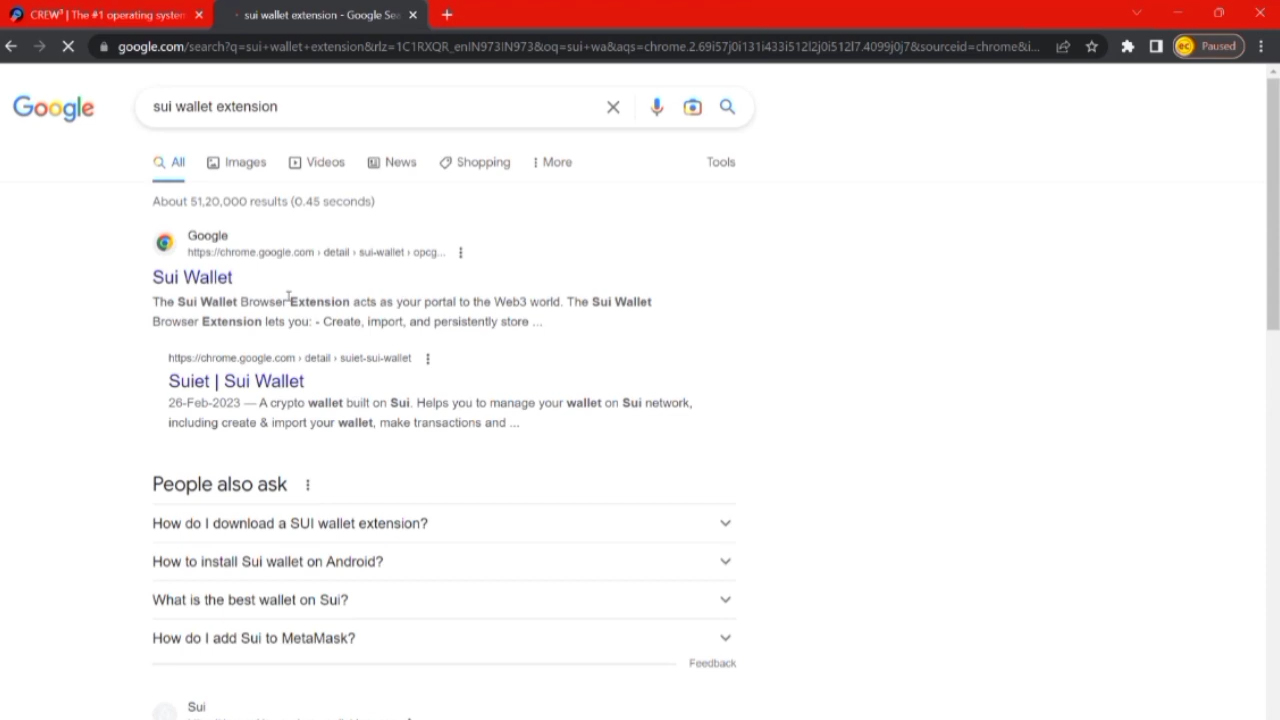 CREW³ | The #1 operating system
sui wallet extension - Google Sea
ec Paused
google.com/search?q=sui+wallet+extension&rlz=1C1RXQR_enIN973IN973&oq=sui+wa&aqs=chrome.2.69i57j0i131i433i512l2j0i512l7.4099j0j7&sourceid=chrome&i...
Google
sui wallet extension
All Images Videos News Shopping More Tools
About 51,20,000 results (0.45 seconds)
Google
https://chrome.google.com › detail › sui-wallet › opcg...
Sui Wallet
The Sui Wallet Browser Extension acts as your portal to the Web3 world. The Sui Wallet
Browser Extension lets you: - Create, import, and persistently store ...
https://chrome.google.com › detail › suiet-sui-wallet
Suiet | Sui Wallet
26-Feb-2023 — A crypto wallet built on Sui. Helps you to manage your wallet on Sui network,
including create & import your wallet, make transactions and ...
People also ask
How do I download a SUI wallet extension?
How to install Sui wallet on Android?
What is the best wallet on Sui?
How do I add Sui to MetaMask?
Feedback
Sui